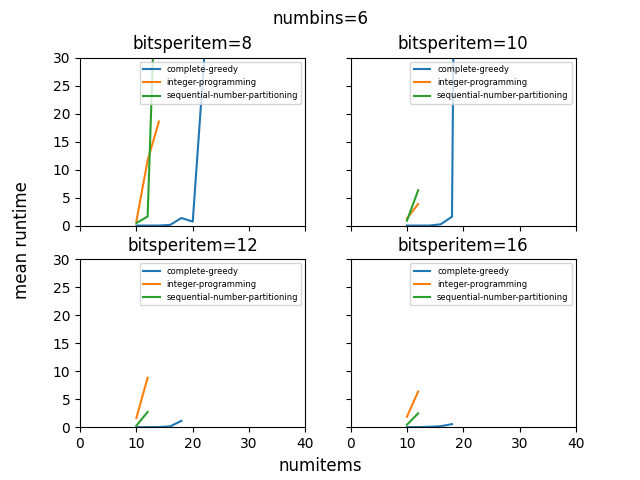 numbins=6
bitsperitem=8
bitsperitem=10
30
25
20
15
10
5
0
complete-greedy
integer-programming
sequential-number-partitioning
complete-greedy
integer-programming
sequential-number-partitioning
mean runtime
bitsperitem=12
bitsperitem=16
30
25
20
15
10
5
0
complete-greedy
integer-programming
sequential-number-partitioning
complete-greedy
integer-programming
sequential-number-partitioning
0 10 20 30 40
0 10 20 30 40
numitems